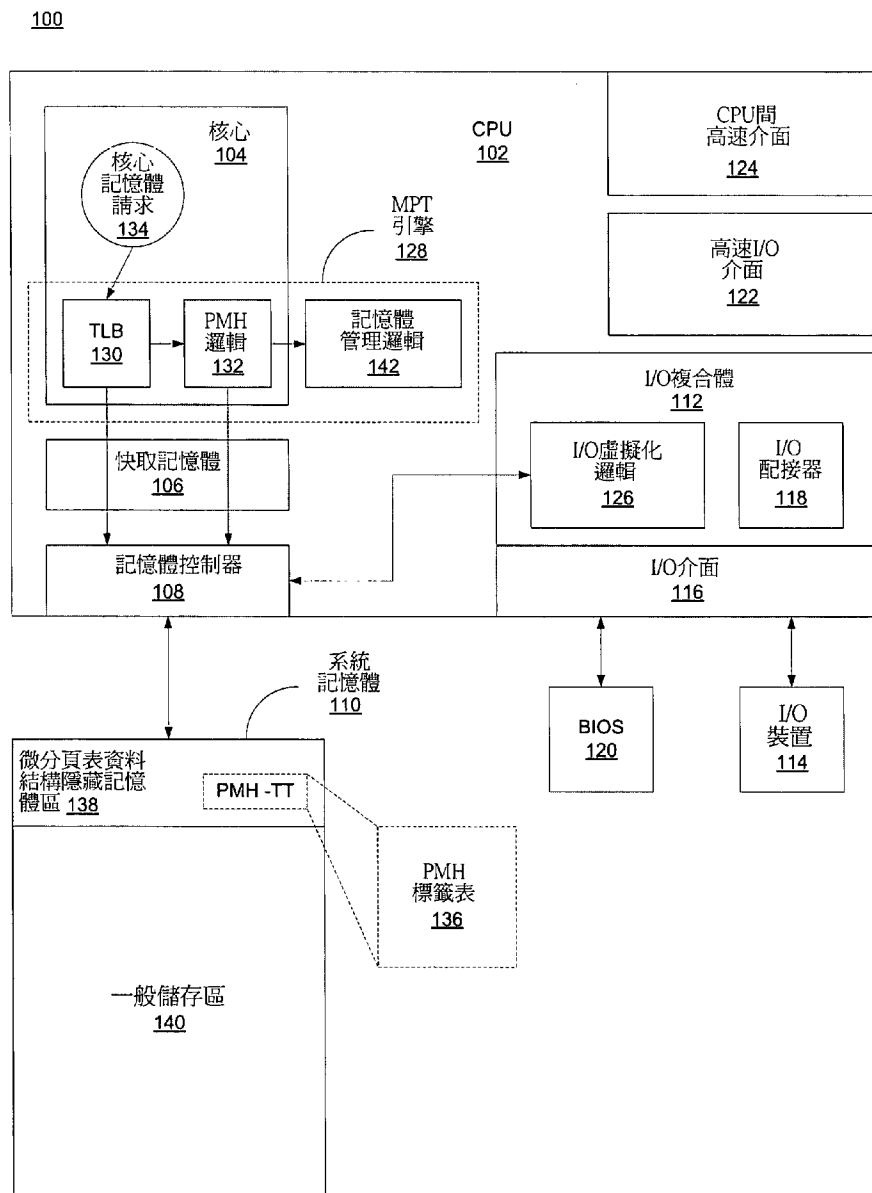 100
核心
104
CPU
102
CPU間
高速介面
124
核心
記憶體
請求
134
MPT
引擎
128
高速I/O
介面
122
TLB
130
PMH
邏輯
132
記憶體
管理邏輯
142
I/O複合體
112
I/O虛擬化
邏輯
126
I/O
配接器
118
快取記憶體
106
記憶體控制器
108
I/O介面
116
系統
記憶體
110
BIOS
120
I/O
裝置
114
微分頁表資料
結構隱藏記憶
體區 138
PMH -TT
PMH
標籤表
136
一般儲存區
140